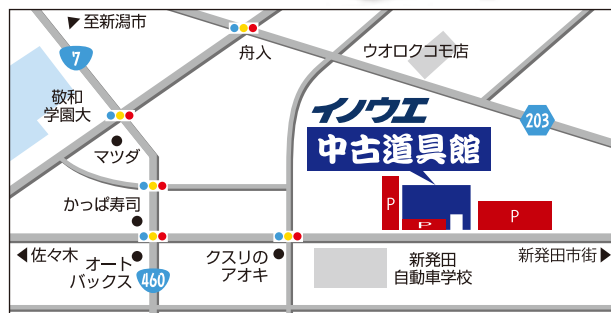 至新潟市
7
舟入
ウオロクコモ店
敬和
学園大
イノウエ
203
マツダ
中古道具館
かっぱ寿司
P
P
P
佐々木
オート
バックス
460
クスリの
アオキ
新発田
自動車学校
新発田市街